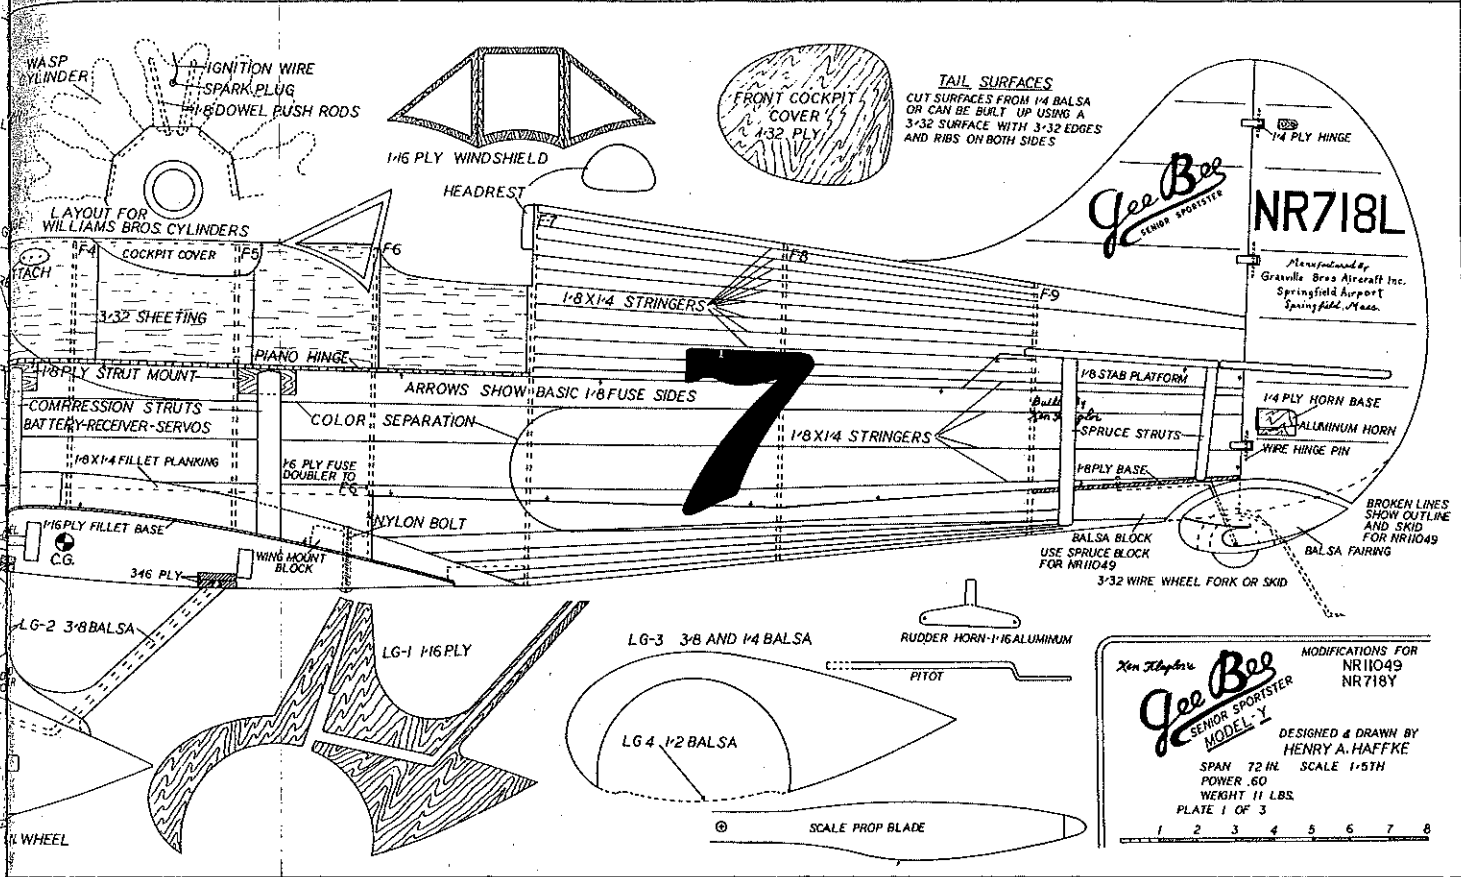 WASP
CYLINDER
IGNITION WIRE
SPARK PLUG
1·8 DOWEL PUSH RODS
LAYOUT FOR
WILLIAMS BROS. CYLINDERS
1·16 PLY WINDSHIELD
HEADREST
FRONT COCKPIT
COVER
4·32 PLY
TAIL SURFACES
CUT SURFACES FROM 1·4 BALSA
OR CAN BE BUILT UP USING A
3·32 SURFACE WITH 3·32 EDGES
AND RIBS ON BOTH SIDES
1·4 PLY HINGE
Gee Bee
SENIOR SPORTSTER
NR718L
Manufactured by
Granville Bros Aircraft Inc.
Springfield Airport
Springfield, Mass.
F4
COCKPIT COVER
F5
F6
F-7
F-8
F-9
3·32 SHEETING
1·8 X 1·4 STRINGERS
PIANO HINGE
1·8 PLY STRUT MOUNT
ARROWS SHOW BASIC 1·8 FUSE SIDES
7
1·8 STAB PLATFORM
COMPRESSION STRUTS
COLOR SEPARATION
BATTERY-RECEIVER-SERVOS
1·8 X 1·4 STRINGERS
SPRUCE STRUTS
1·4 PLY HORN BASE
ALUMINUM HORN
WIRE HINGE PIN
1·8 X 1·4 FILLET PLANKING
1·6 PLY FUSE
DOUBLER TO
F6
1·8 PLY BASE
NYLON BOLT
1·16 PLY FILLET BASE
C.G.
WING MOUNT
BLOCK
346 PLY
BALSA BLOCK
USE SPRUCE BLOCK
FOR NR11049
3·32 WIRE WHEEL FORK OR SKID
BALSA FAIRING
BROKEN LINES
SHOW OUTLINE
AND SKID
FOR NR11049
LG-2 3·8 BALSA
LG-1 1·16 PLY
LG-3 3·8 AND 1·4 BALSA
RUDDER HORN-1·16 ALUMINUM
PITOT
LG4 1·2 BALSA
SCALE PROP BLADE
WHEEL
MODIFICATIONS FOR
NR11049
NR718Y
Gee Bee
SENIOR SPORTSTER
MODEL-Y
DESIGNED & DRAWN BY
HENRY A. HAFFKE
SPAN 72 IN. SCALE 1·5TH
POWER .60
WEIGHT 11 LBS.
PLATE 1 OF 3
1 2 3 4 5 6 7 8